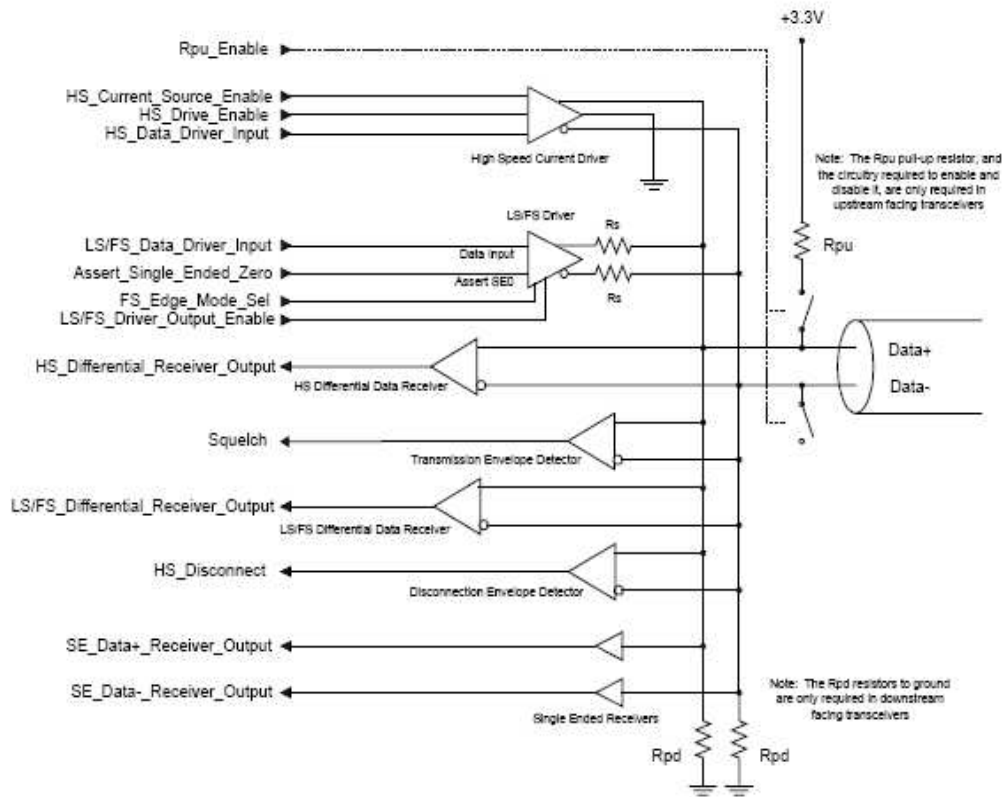 +3.3V
Rpu_Enable
HS_Current_Source_Enable
HS_Drive_Enable
HS_Data_Driver_Input
High Speed Current Driver
Note: The Rpu pull-up resistor, and
the circuitry required to enable and
disable it, are only required in
upstream facing transceivers
LS/FS Driver
Rs
LS/FS_Data_Driver_Input
Data Input
Rpu
Assert_Single_Ended_Zero
Assert SE0
Rs
FS_Edge_Mode_Sel
LS/FS_Driver_Output_Enable
Data+
HS_Differential_Receiver_Output
HS Differential Data Receiver
Data-
Squelch
Transmission Envelope Detector
LS/FS_Differential_Receiver_Output
LS/FS Differential Data Receiver
HS_Disconnect
Disconnection Envelope Detector
SE_Data+_Receiver_Output
SE_Data-_Receiver_Output
Single Ended Receivers
Note: The Rpd resistors to ground
are only required in downstream
facing transceivers
Rpd
Rpd